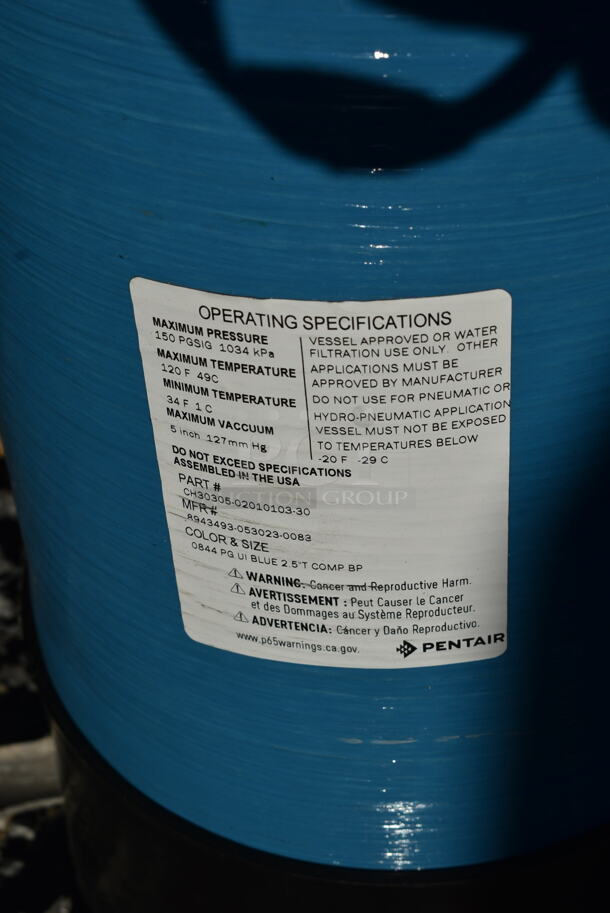 OPERATING SPECIFICATIONS
MAXIMUM PRESSURE
150 PGSIG 1034 kPa
MAXIMUM TEMPERATURE
120 F 49C
MINIMUM TEMPERATURE
34 F 1 C
MAXIMUM VACCUUM
5 inch 127mm Hg
VESSEL APPROVED OR WATER
FILTRATION USE ONLY. OTHER
APPLICATIONS MUST BE
APPROVED BY MANUFACTURER
DO NOT USE FOR PNEUMATIC OR
HYDRO-PNEUMATIC APPLICATION
VESSEL MUST NOT BE EXPOSED
TO TEMPERATURES BELOW
-20 F -29 C
DO NOT EXCEED SPECIFICATIONS
ASSEMBLED IN THE USA
PART #
CH30305-02010103-30
MFR #
8943493-053023-0083
COLOR & SIZE
0844 PG UI BLUE 2.5"T COMP BP
WARNING: Cancer and Reproductive Harm.
AVERTISSEMENT : Peut Causer le Cancer
et des Dommages au Système Reproducteur.
ADVERTENCIA: Cáncer y Daño Reproductivo.
www.p65warnings.ca.gov.
PENTAIR
AUCTION GROUP